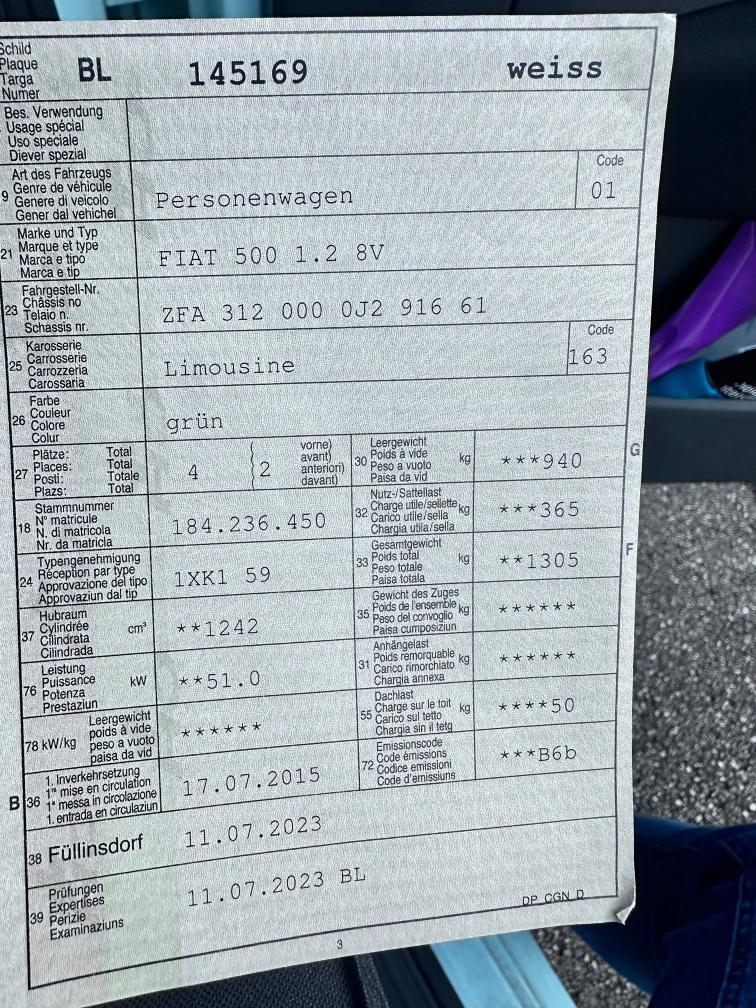 Schild
Plaque
Targa
Numer
BL 145169 weiss
Bes. Verwendung
Usage spécial
Uso speciale
Diever spezial
9 Art des Fahrzeugs
Genre de véhicule
Genere di veicolo
Gener dal vehichel
Personenwagen
Code
01
21 Marke und Typ
Marque et type
Marca e tipo
Marca e tip
FIAT 500 1.2 8V
23 Fahrgestell-Nr.
Châssis no
Telaio n.
Schassis nr.
ZFA 312 000 0J2 916 61
25 Karosserie
Carrosserie
Carrozzeria
Carossaria
Limousine
Code
163
26 Farbe
Couleur
Colore
Colur
grün
27 Plätze: Total
Places: Total
Posti: Totale
Plazs: Total
4 ( 2
vorne)
avant)
anteriori)
davant)
30 Leergewicht
Poids à vide
Peso a vuoto
Paisa da vid
kg
***940
G
18 Stammnummer
N° matricule
N. di matricola
Nr. da matricla
184.236.450
32 Nutz-/Sattellast
Charge utile/sellette
Carico utile/sella
Chargia utila/sella
kg
***365
24 Typengenehmigung
Réception par type
Approvazione del tipo
Approvaziun dal tip
1XK1 59
33 Gesamtgewicht
Poids total
Peso totale
Paisa totala
kg
**1305
F
37 Hubraum
Cylindrée
Cilindrata
Cilindrada
cm³
**1242
35 Gewicht des Zuges
Poids de l'ensemble
Peso del convoglio
Paisa cumposiziun
kg
******
76 Leistung
Puissance
Potenza
Prestaziun
kW
**51.0
31 Anhängelast
Poids remorquable
Carico rimorchiato
Chargia annexa
kg
******
78 kW/kg Leergewicht
poids à vide
peso a vuoto
paisa da vid
******
55 Dachlast
Charge sur le toit
Carico sul tetto
Chargia sin il tetg
kg
****50
B 36 1. Inverkehrsetzung
1re mise en circulation
1a messa in circolazione
1. entrada en circulaziun
17.07.2015
72 Emissionscode
Code émissions
Codice emissioni
Code d'emissiuns
***B6b
38 Füllinsdorf 11.07.2023
39 Prüfungen
Expertises
Perizie
Examinaziuns
11.07.2023 BL
DP CGN D
3